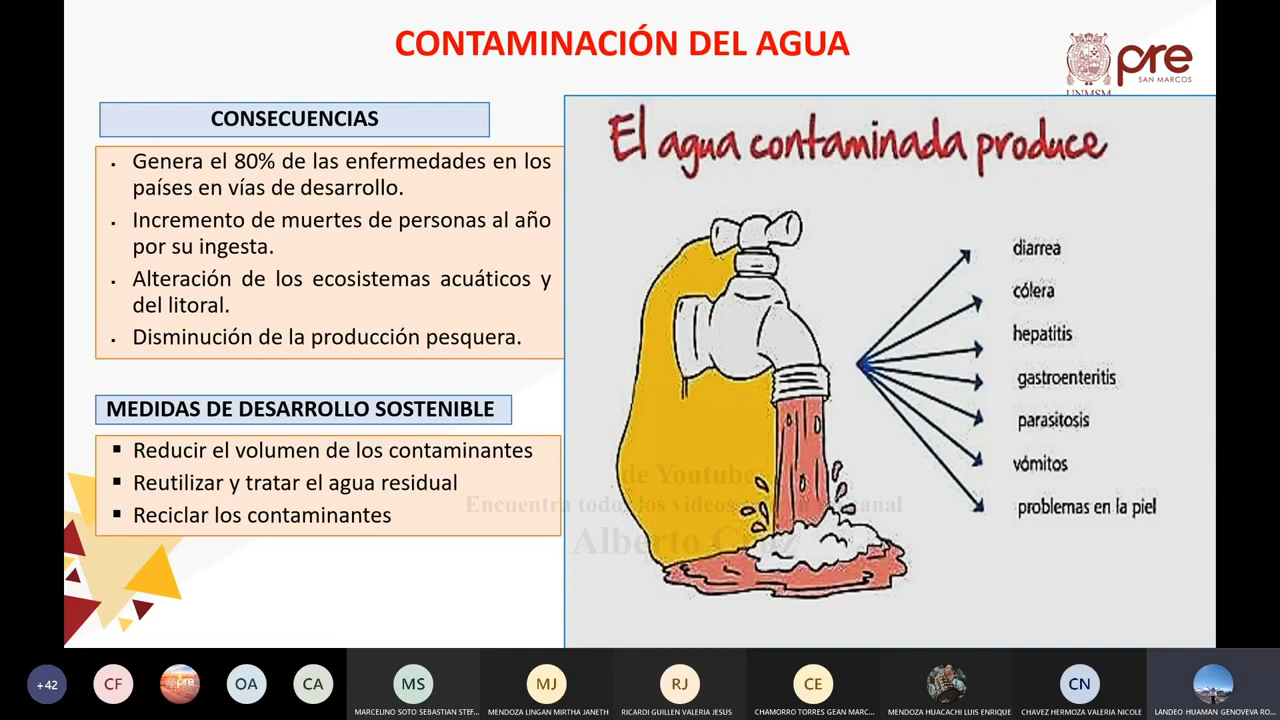 CONTAMINACIÓN DEL AGUA
pre
SAN MARCOS
UNMSM
CONSECUENCIAS
Genera el 80% de las enfermedades en los
países en vías de desarrollo.
Incremento de muertes de personas al año
por su ingesta.
Alteración de los ecosistemas acuáticos y
del litoral.
Disminución de la producción pesquera.
MEDIDAS DE DESARROLLO SOSTENIBLE
Reducir el volumen de los contaminantes
Reutilizar y tratar el agua residual
Reciclar los contaminantes
El agua contaminada produce
diarrea
cólera
hepatitis
gastroenteritis
parasitosis
vómitos
problemas en la piel
de Youtube
Encuentra todos los videos canal
Alberto Cruz
+42
CF
pre
OA
CA
MS
MJ
RJ
CE
CN
MARCELINO SOTO SEBASTIAN STEF...
MENDOZA LINGAN MIRTHA JANETH
RICARDI GUILLEN VALERIA JESUS
CHAMORRO TORRES GEAN MARC...
MENDOZA HUACACHI LUIS ENRIQUE
CHAVEZ HERMOZA VALERIA NICOLE
LANDEO HUAMAN GENOVEVA RO...